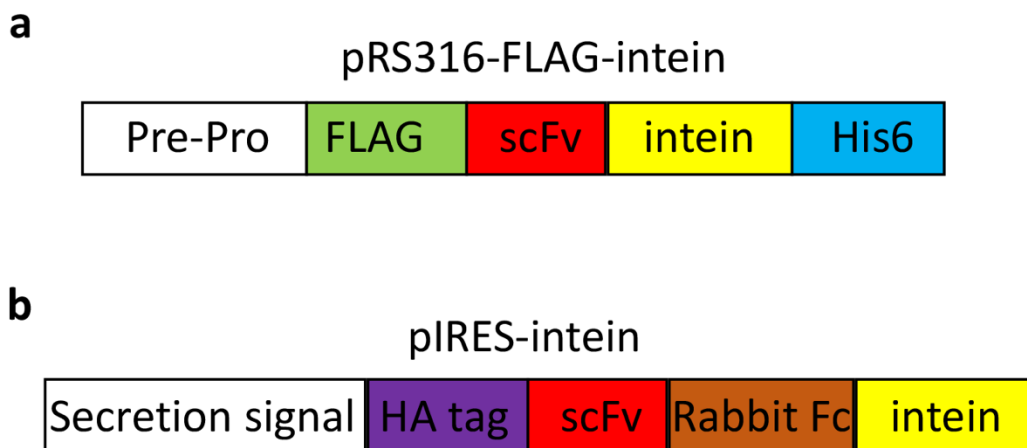 a
pRS316-FLAG-intein
Pre-Pro FLAG scFv intein His6
b
pIRES-intein
Secretion signal HA tag scFv Rabbit Fc intein